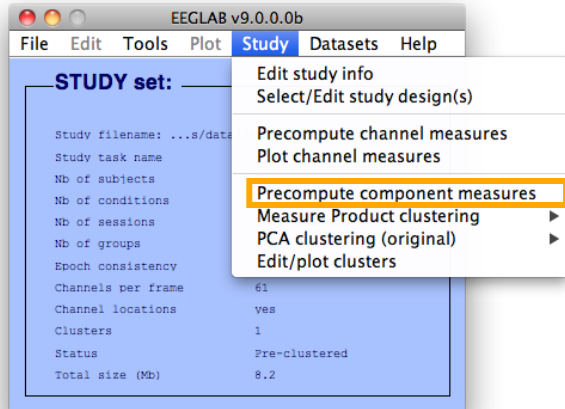 EEGLAB v9.0.0.0b
File Edit Tools Plot Study Datasets Help
STUDY set:
Edit study info
Select/Edit study design(s)
Precompute channel measures
Plot channel measures
Precompute component measures
Measure Product clustering
PCA clustering (original)
Edit/plot clusters
Study filename: ...s/data
Study task name
Nb of subjects
Nb of conditions
Nb of sessions
Nb of groups
Epoch consistency
Channels per frame 61
Channel locations yes
Clusters 1
Status Pre-clustered
Total size (Mb) 8.2